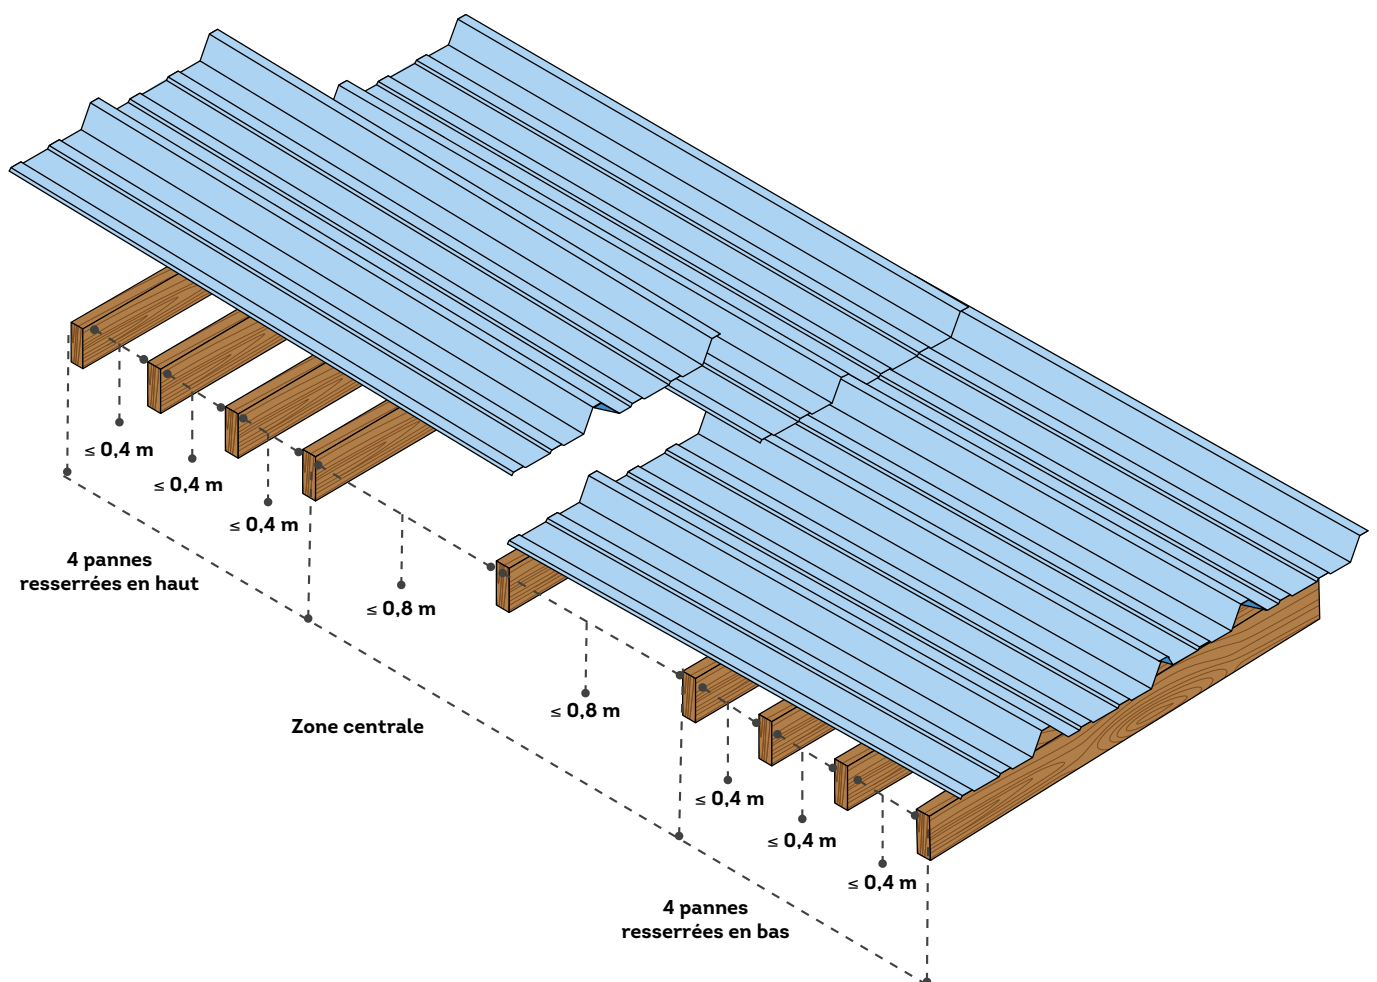 ≤ 0,4 m
≤ 0,4 m
≤ 0,4 m
4 pannes
resserrées en haut
≤ 0,8 m
≤ 0,8 m
Zone centrale
≤ 0,4 m
≤ 0,4 m
≤ 0,4 m
4 pannes
resserrées en bas